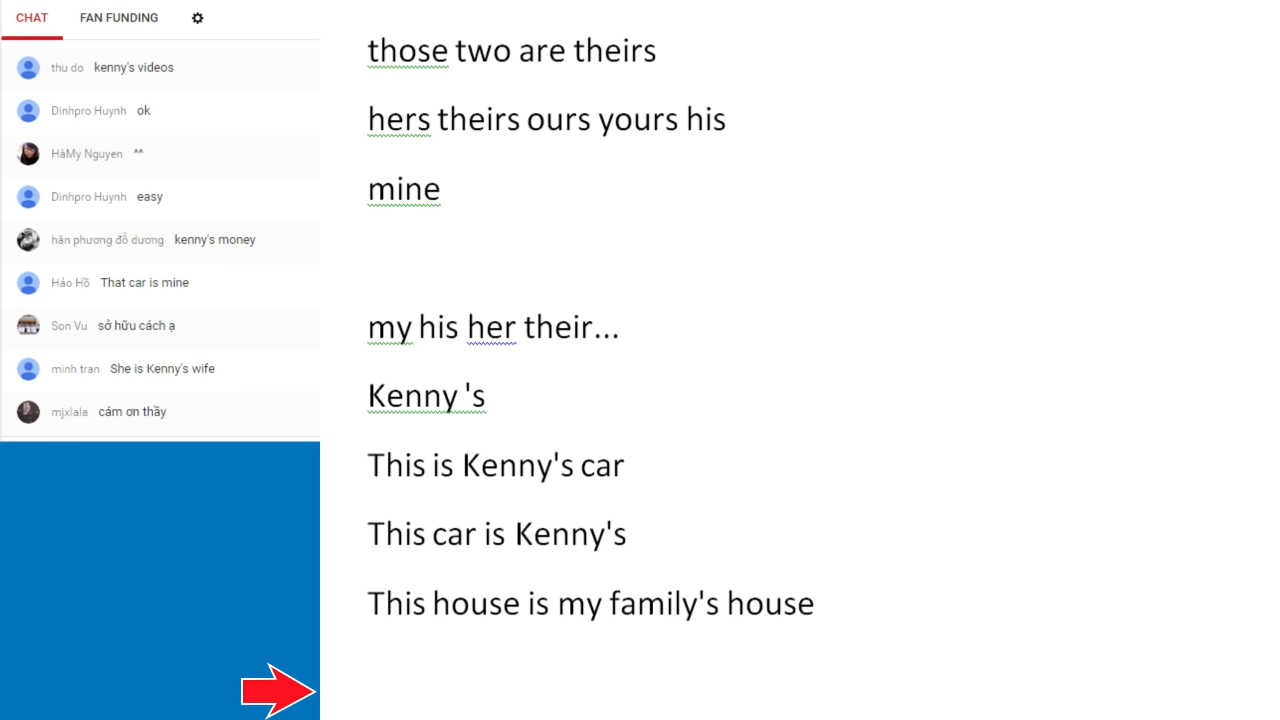 CHAT FAN FUNDING
thu do kenny's videos
Dinhpro Huynh ok
HàMy Nguyen ^^
Dinhpro Huynh easy
hân phương đỗ dương kenny's money
Hảo Hồ That car is mine
Son Vu sở hữu cách ạ
minh tran She is Kenny's wife
mjxlala cám ơn thầy
those two are theirs
hers theirs ours yours his
mine
my his her their...
Kenny 's
This is Kenny's car
This car is Kenny's
This house is my family's house